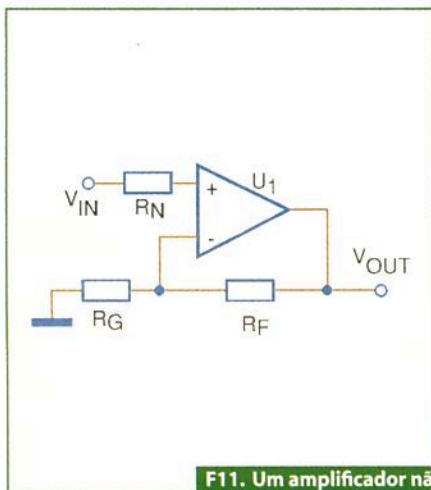 +
U1
VIN
RN
-
VOUT
RG
RF
F11. Um amplificador nã